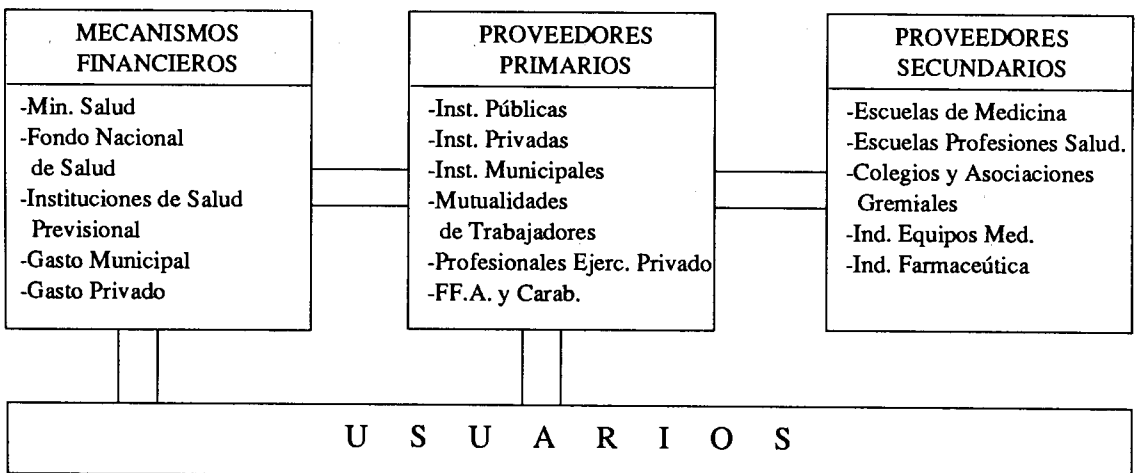 MECANISMOS
FINANCIEROS
-Min. Salud
-Fondo Nacional
de Salud
-Instituciones de Salud
Previsional
-Gasto Municipal
-Gasto Privado
PROVEEDORES
PRIMARIOS
-Inst. Públicas
-Inst. Privadas
-Inst. Municipales
-Mutualidades
de Trabajadores
-Profesionales Ejerc. Privado
-FF.A. y Carab.
PROVEEDORES
SECUNDARIOS
-Escuelas de Medicina
-Escuelas Profesiones Salud.
-Colegios y Asociaciones
Gremiales
-Ind. Equipos Med.
-Ind. Farmaceútica
U S U A R I O S